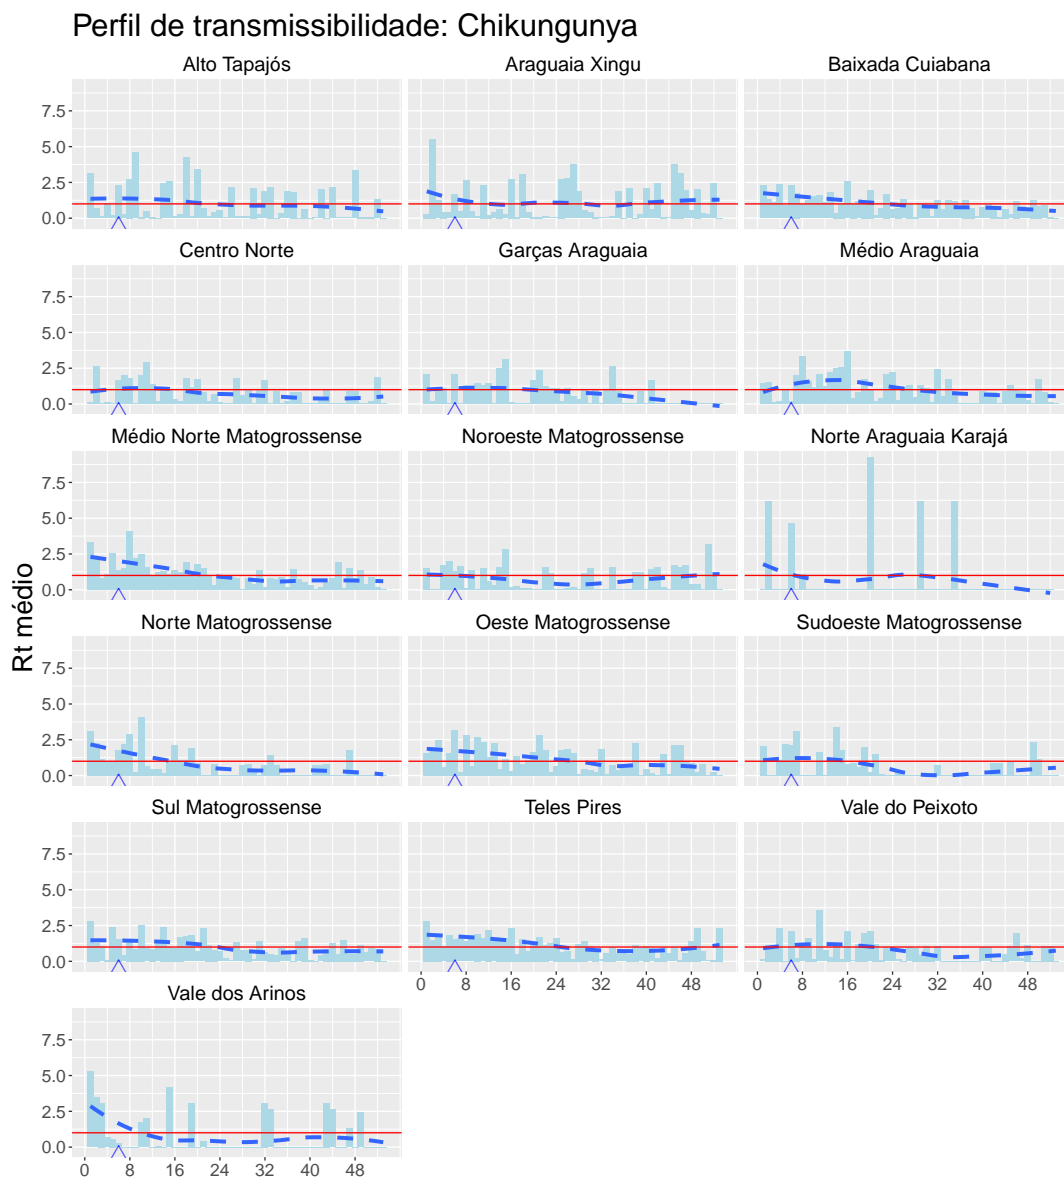 Perfil de transmissibilidade: Chikungunya
Alto Tapajós
Araguaia Xingu
Baixada Cuiabana
7.5
5.0
2.5
0.0
Centro Norte
Garças Araguaia
Médio Araguaia
7.5
5.0
2.5
0.0
Médio Norte Matogrossense
Noroeste Matogrossense
Norte Araguaia Karajá
7.5
5.0
2.5
0.0
Rt médio
Norte Matogrossense
Oeste Matogrossense
Sudoeste Matogrossense
7.5
5.0
2.5
0.0
Sul Matogrossense
Teles Pires
Vale do Peixoto
7.5
5.0
2.5
0.0
0 8 16 24 32 40 48
0 8 16 24 32 40 48
Vale dos Arinos
7.5
5.0
2.5
0.0
0 8 16 24 32 40 48